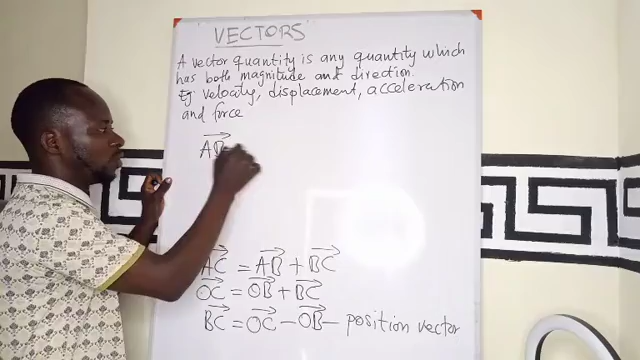 VECTORS
A vector quantity is any quantity which
has both magnitude and direction.
Eg: velocity, displacement, acceleration
and force
AB
AC = AB + BC
OC = OB + BC
BC = OC - OB - position vector